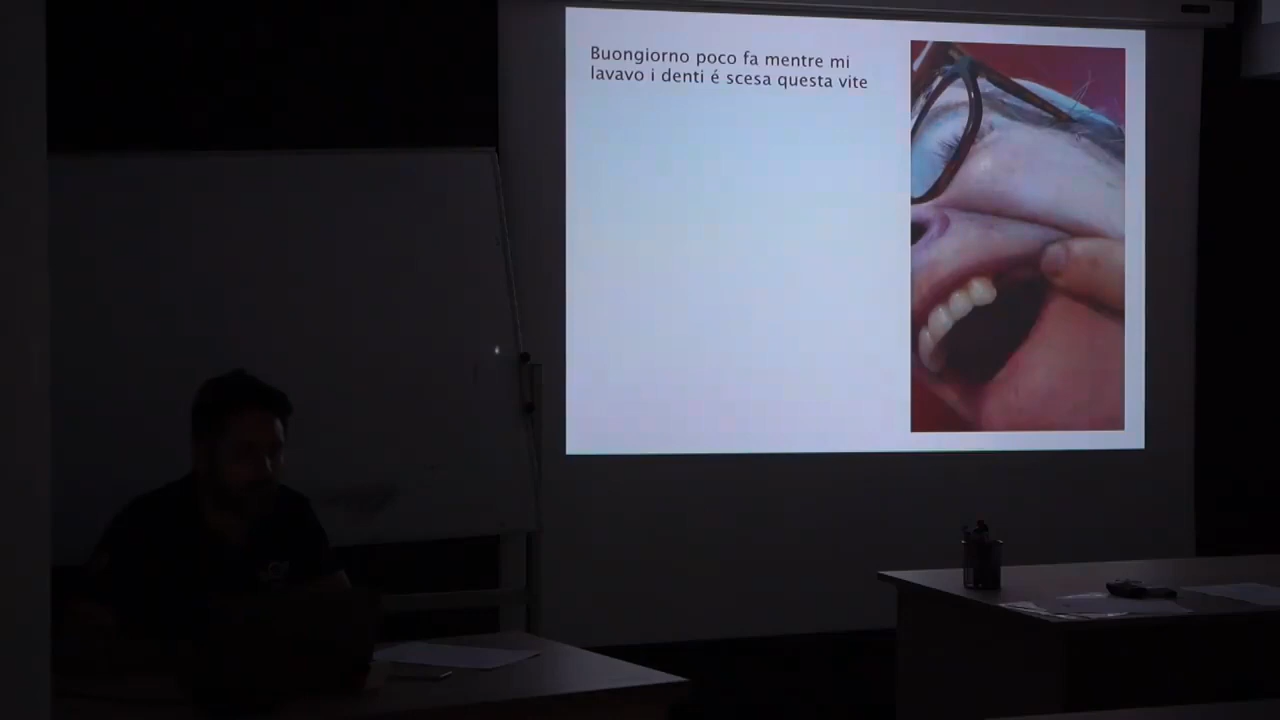 Buongiorno poco fa mentre mi
lavavo i denti é scesa questa vite